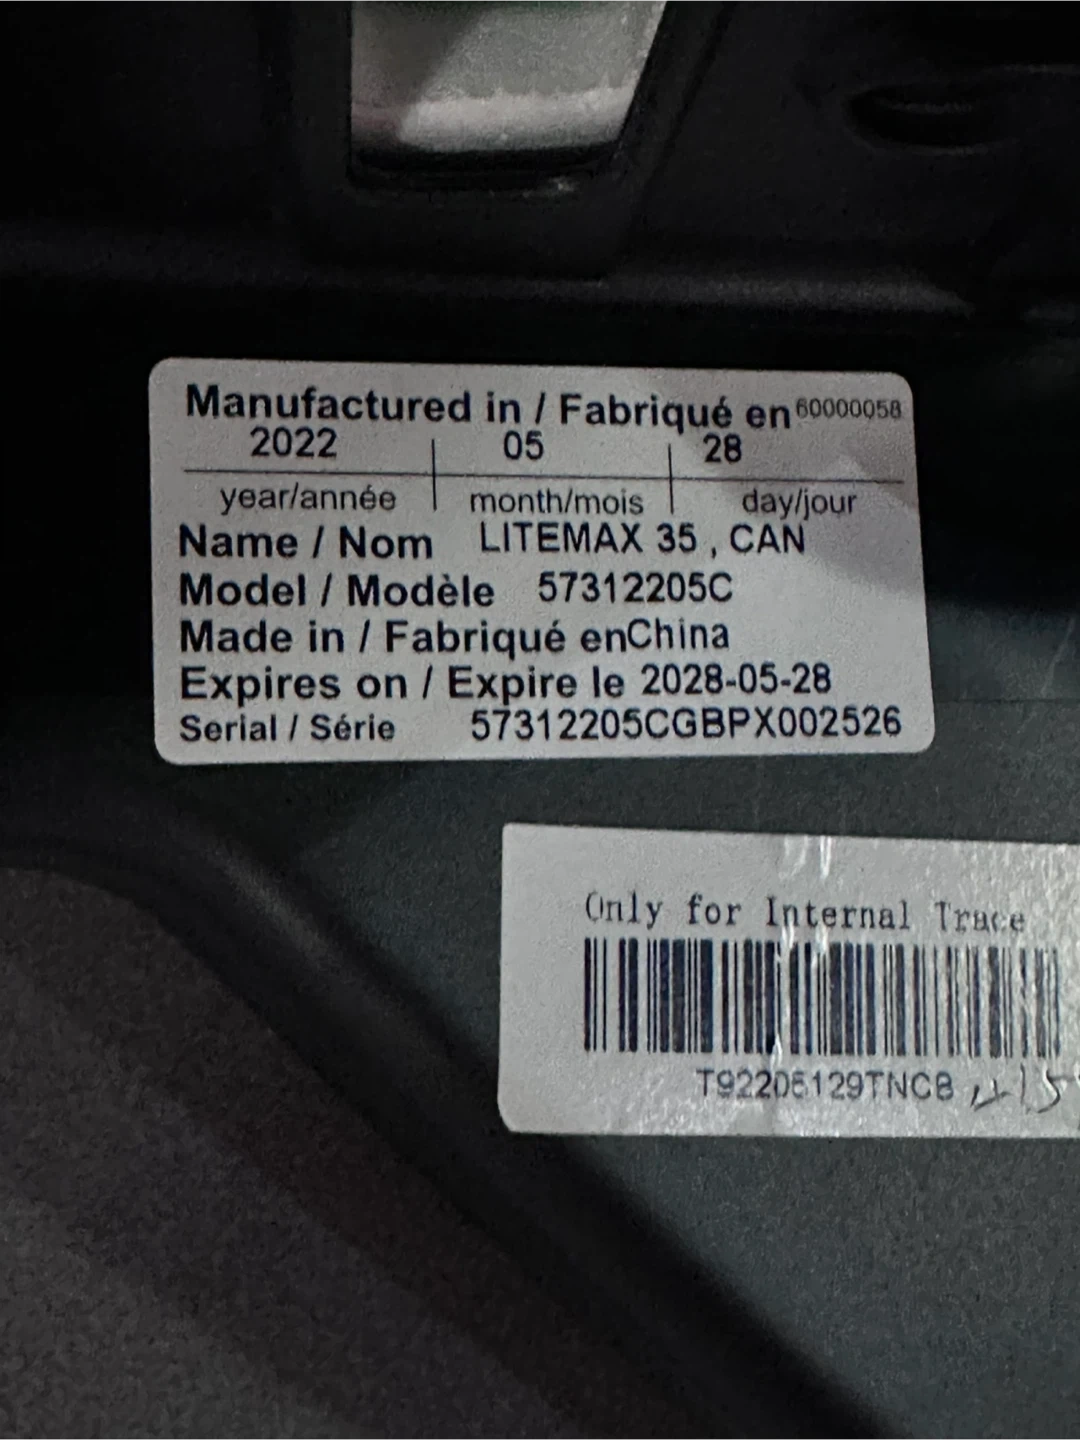 Manufactured in / Fabriqué en 60000058
2022 05 28
year/année month/mois day/jour
Name / Nom LITEMAX 35 , CAN
Model / Modèle 57312205C
Made in / Fabriqué enChina
Expires on / Expire le 2028-05-28
Serial / Série 57312205CGBPX002526
Only for Internal Trace